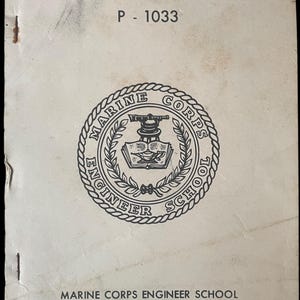 P - 1033
MARINE CORPS
ENGINEER SCHOOL
MARINE CORPS ENGINEER SCHOOL